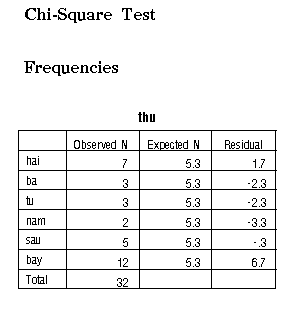 Chi-Square Test
Frequencies
thu
Observed N Expected N Residual
hai 7 5.3 1.7
ba 3 5.3 -2.3
tu 3 5.3 -2.3
nam 2 5.3 -3.3
sau 5 5.3 -.3
bay 12 5.3 6.7
Total 32